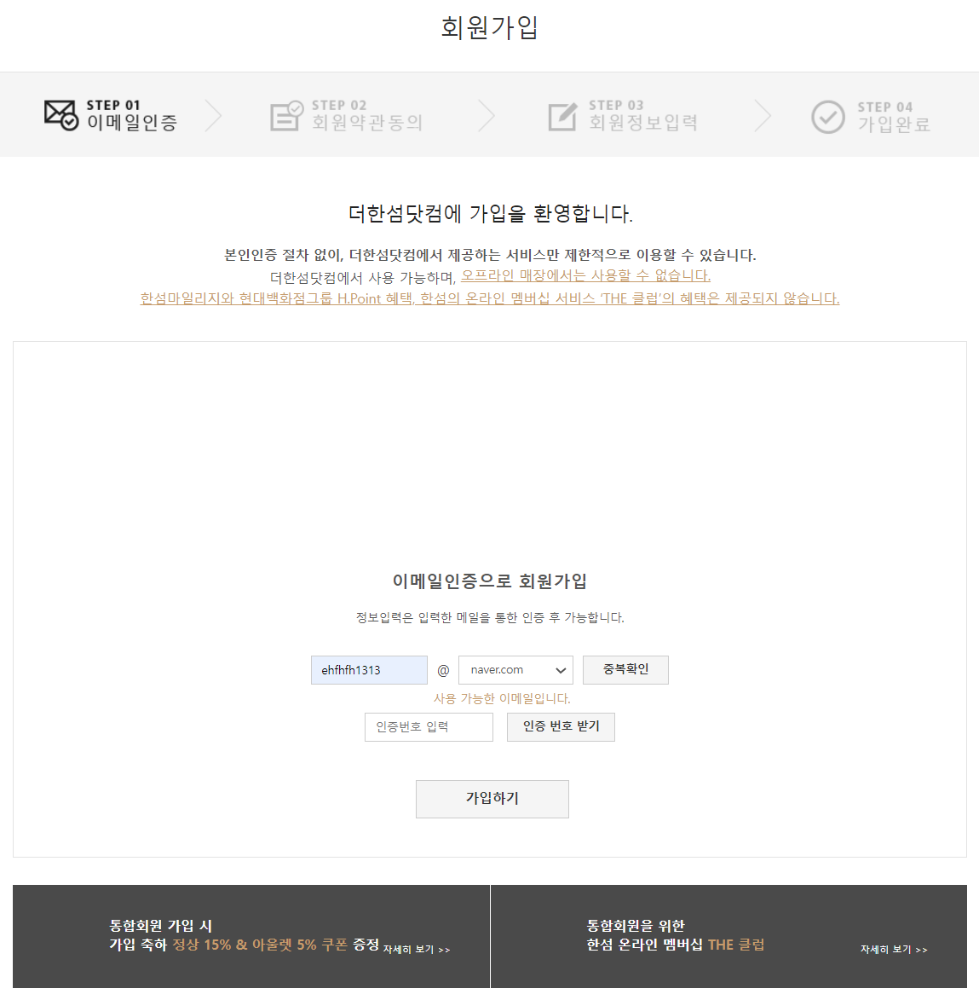 회원가입
STEP 01
이메일인증
STEP 02
회원약관동의
STEP 03
회원정보입력
STEP 04
가입완료
더한섬닷컴에 가입을 환영합니다.
본인인증 절차 없이, 더한섬닷컴에서 제공하는 서비스만 제한적으로 이용할 수 있습니다.
더한섬닷컴에서 사용 가능하며, 오프라인 매장에서는 사용할 수 없습니다.
한섬마일리지와 현대백화점그룹 H.Point 혜택, 한섬의 온라인 멤버십 서비스 ‘THE 클럽’의 혜택은 제공되지 않습니다.
이메일인증으로 회원가입
정보입력은 입력한 메일을 통한 인증 후 가능합니다.
ehfhfh1313 @ naver.com 중복확인
사용 가능한 이메일입니다.
인증번호 입력 인증 번호 받기
가입하기
통합회원 가입 시
가입 축하 정상 15% & 아울렛 5% 쿠폰 증정 자세히 보기 >>
통합회원을 위한
한섬 온라인 멤버십 THE 클럽 자세히 보기 >>